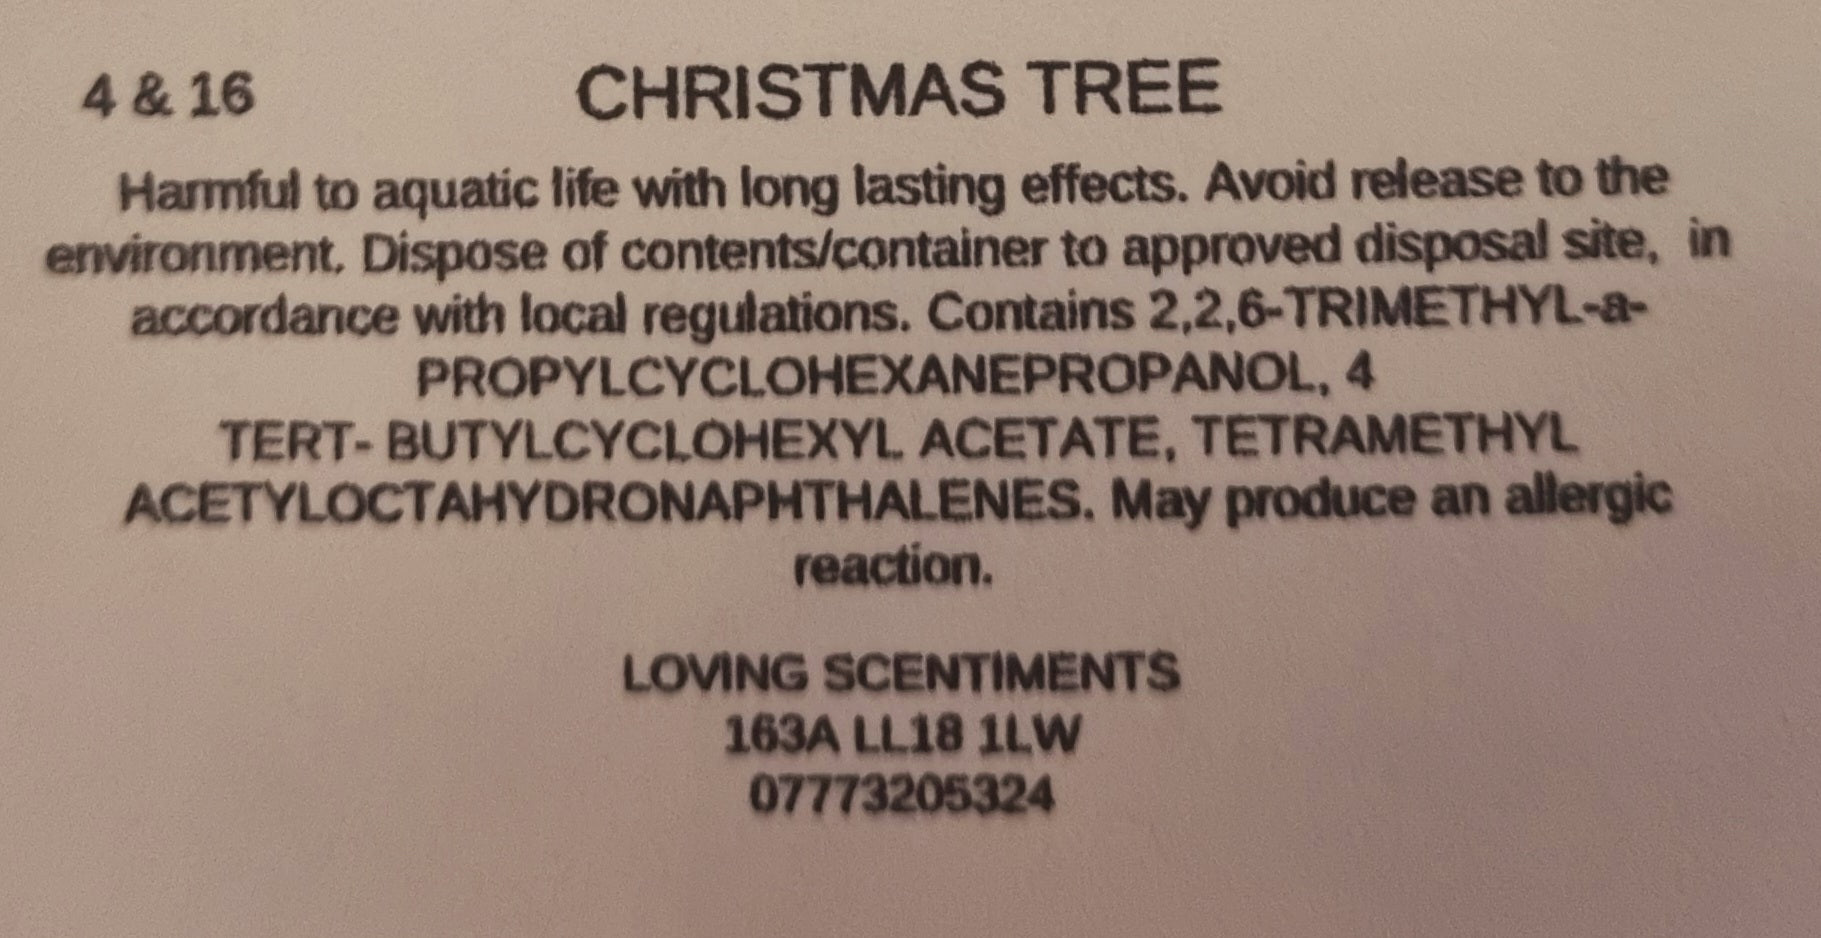 4 & 16 CHRISTMAS TREE
Harmful to aquatic life with long lasting effects. Avoid release to the
environment. Dispose of contents/container to approved disposal site, in
accordance with local regulations. Contains 2,2,6-TRIMETHYL-a-
PROPYLCYCLOHEXANEPROPANOL, 4
TERT- BUTYLCYCLOHEXYL ACETATE, TETRAMETHYL
ACETYLOCTAHYDRONAPHTHALENES. May produce an allergic
reaction.
LOVING SCENTIMENTS
163A LL18 1LW
07773205324